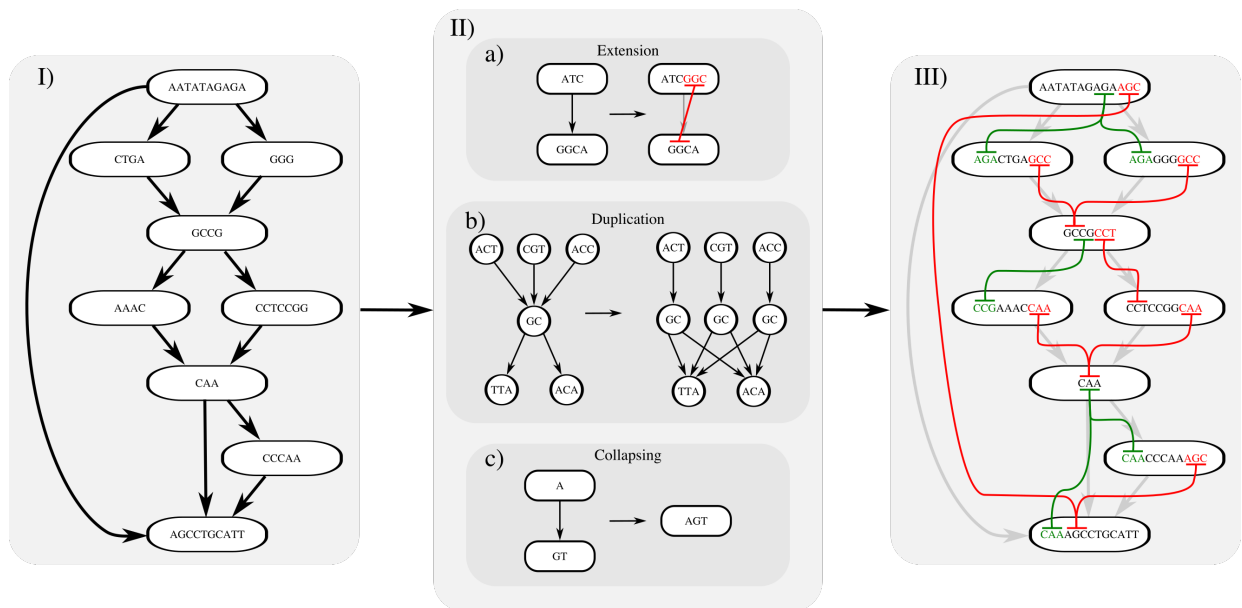 I)
AATATAGAGA
CTGA
GGG
GCCG
AAAC
CCTCCGG
CAA
CCCAA
AGCCTGCATT
II)
a)
Extension
ATC
ATCGGC
GGCA
GGCA
b)
Duplication
ACT
CGT
ACC
ACT
CGT
ACC
GC
GC
GC
GC
TTA
ACA
TTA
ACA
c)
Collapsing
A
AGT
GT
III)
AATATAGAGAAGC
AGACTGAGCC
AGAGGGGCC
GCCGCCT
CCGAAACCAA
CCTCCGGCAA
CAA
CAACCCAAAGC
CAAAGCCTGCATT